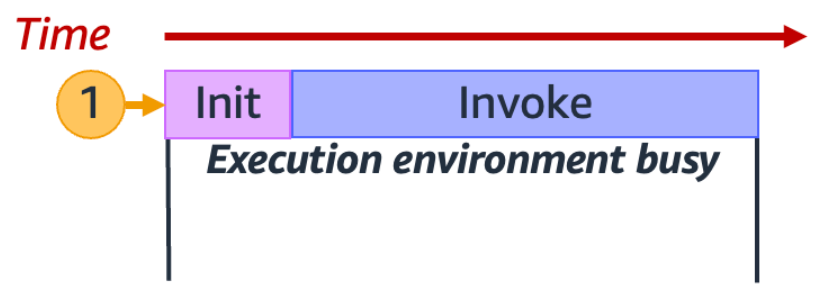 Time
1 Init Invoke
Execution environment busy